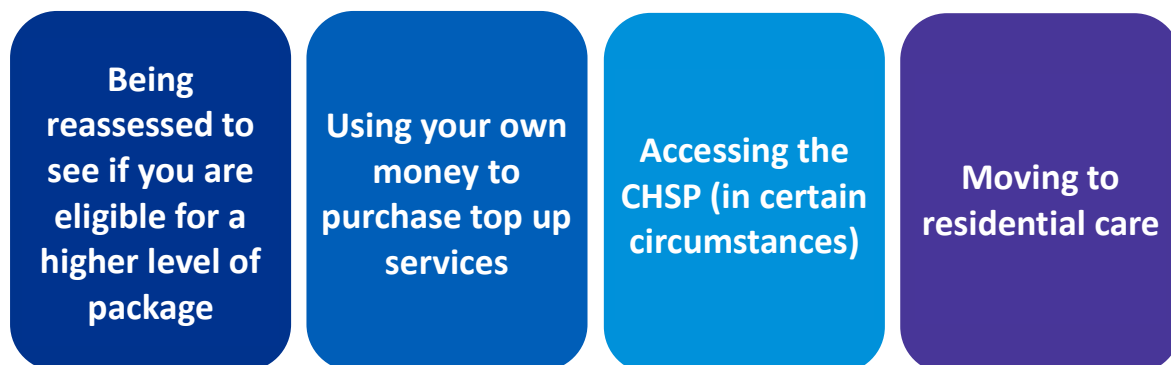 Being
reassessed to
see if you are
eligible for a
higher level of
package
Using your own
money to
purchase top up
services
Accessing the
CHSP (in certain
circumstances)
Moving to
residential care